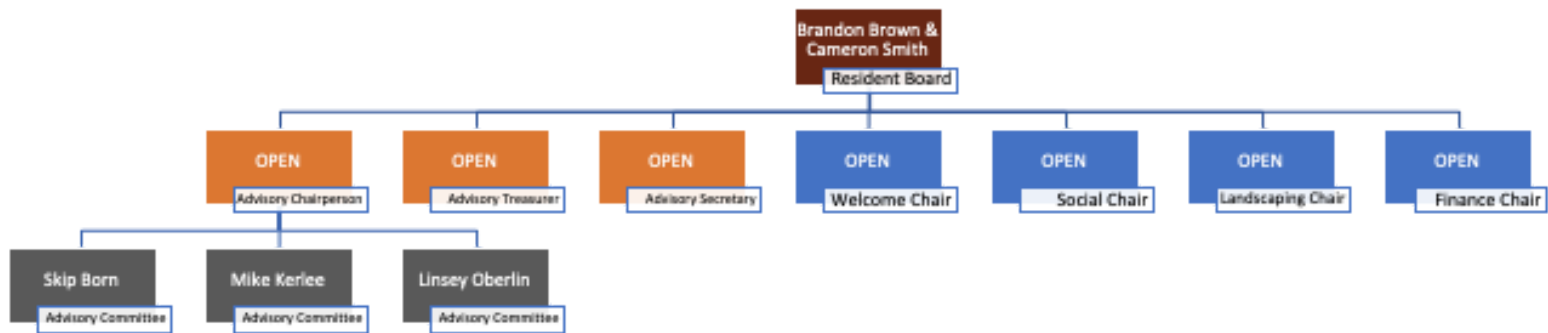 Brandon Brown &
Cameron Smith
Resident Board
OPEN
Advisory Chairperson
OPEN
Advisory Treasurer
OPEN
Advisory Secretary
OPEN
Welcome Chair
OPEN
Social Chair
OPEN
Landscaping Chair
OPEN
Finance Chair
Skip Born
Advisory Committee
Mike Kerlee
Advisory Committee
Linsey Oberlin
Advisory Committee